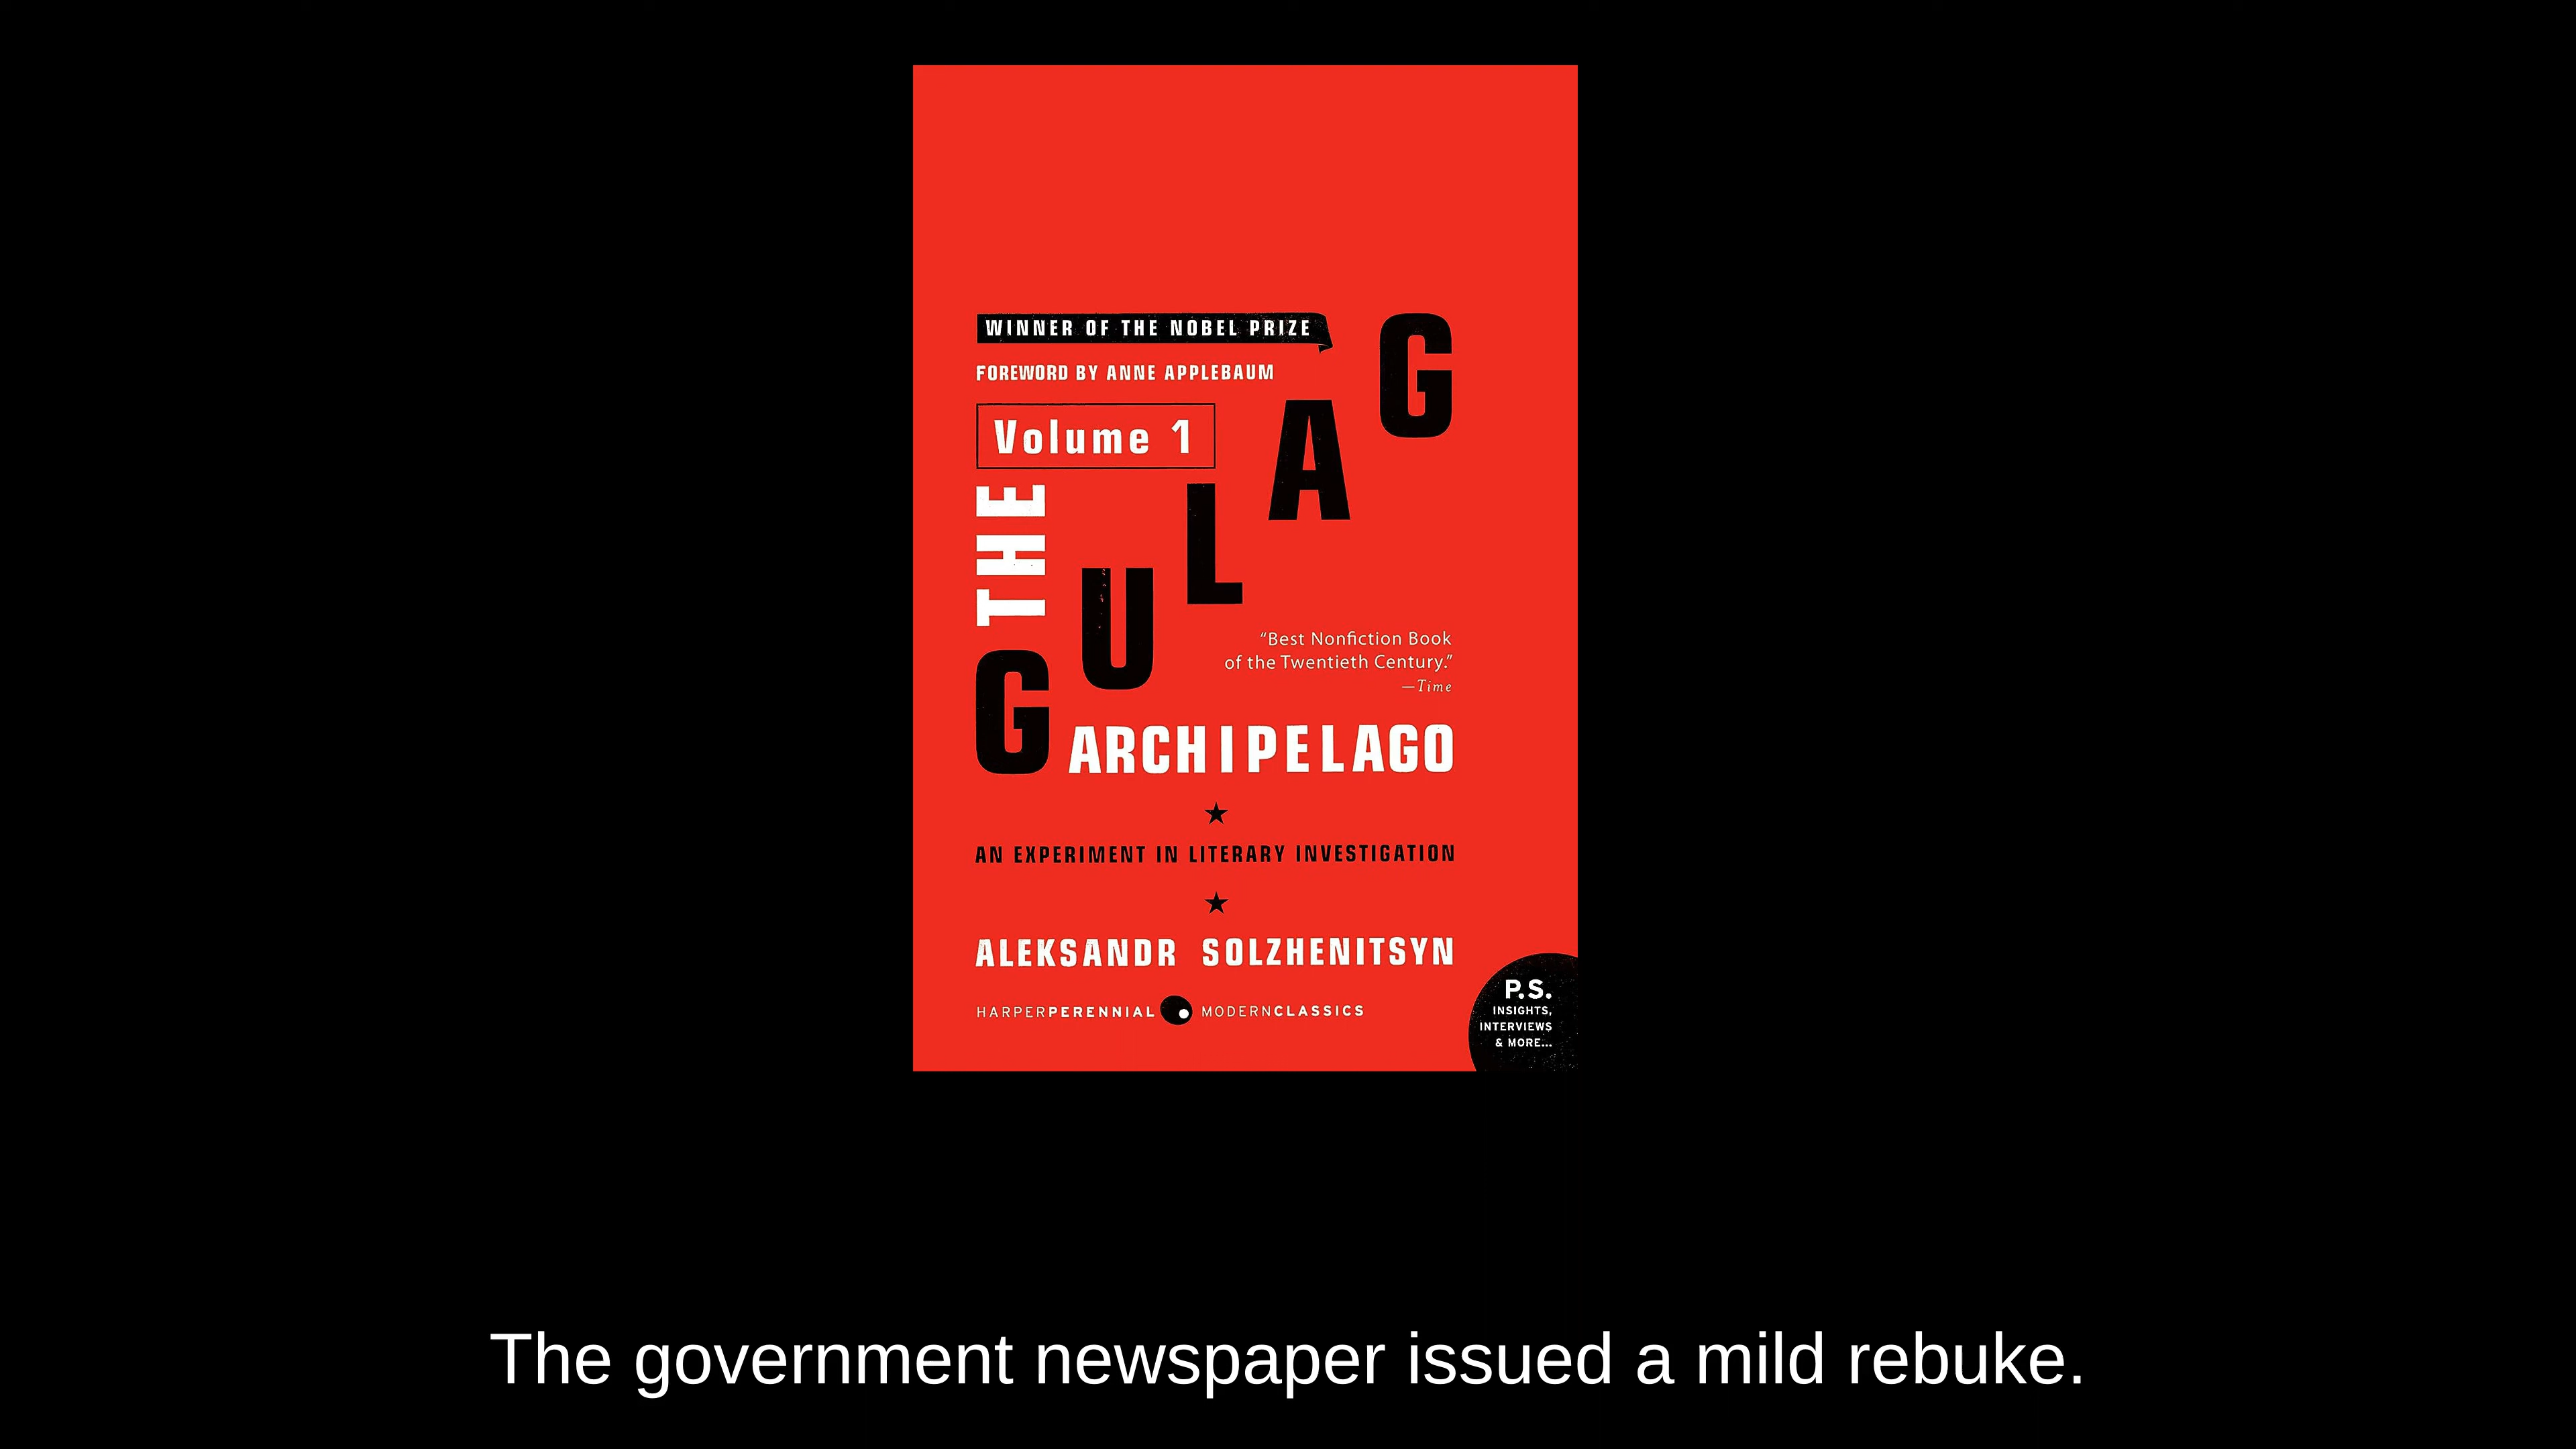 WINNER OF THE NOBEL PRIZE
FOREWORD BY ANNE APPLEBAUM
Volume 1
THE
GULAG
"Best Nonfiction Book
of the Twentieth Century."
—Time
ARCHIPELAGO
★
AN EXPERIMENT IN LITERARY INVESTIGATION
★
ALEKSANDR SOLZHENITSYN
HARPERPERENNIAL MODERNCLASSICS
P.S.
INSIGHTS,
INTERVIEWS
& MORE...
The government newspaper issued a mild rebuke.